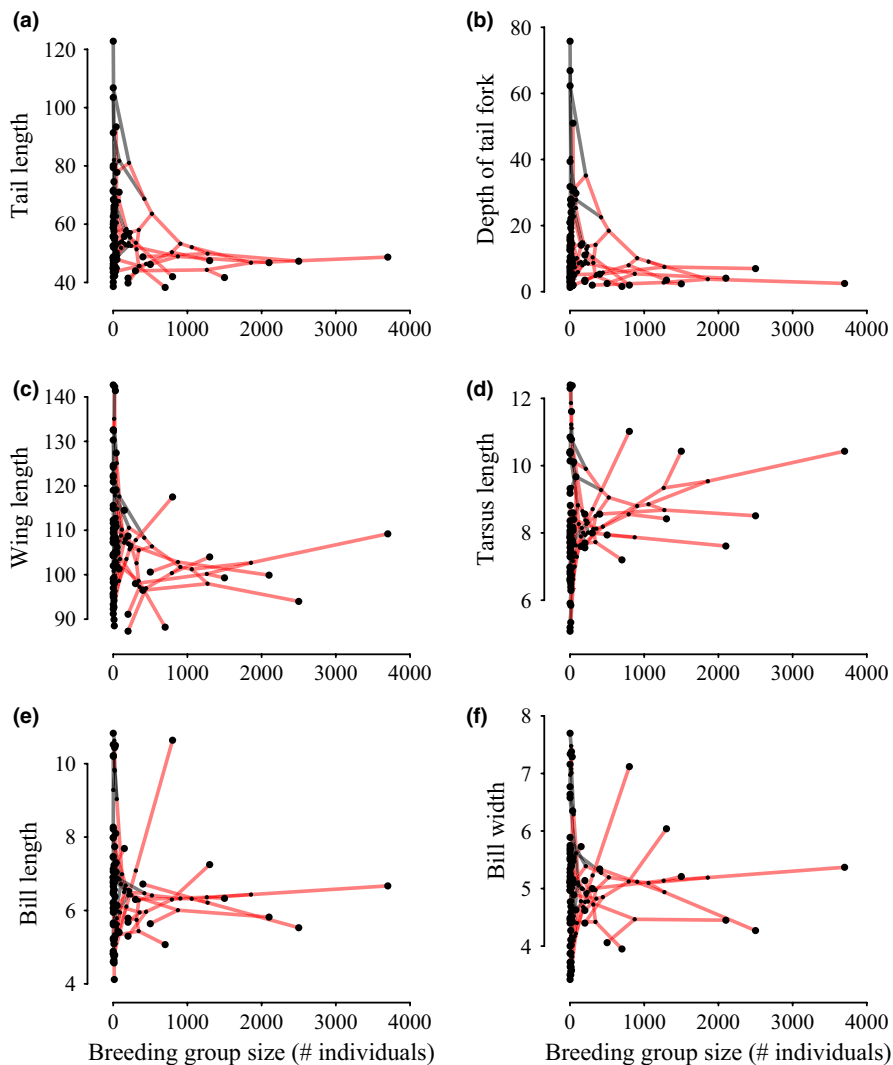 (a)
Tail length
120
100
80
60
40
0 1000 2000 3000 4000
(b)
Depth of tail fork
80
60
40
20
0
0 1000 2000 3000 4000
(c)
Wing length
140
130
120
110
100
90
0 1000 2000 3000 4000
(d)
Tarsus length
12
10
8
6
0 1000 2000 3000 4000
(e)
Bill length
10
8
6
4
0 1000 2000 3000 4000
Breeding group size (# individuals)
(f)
Bill width
8
7
6
5
4
0 1000 2000 3000 4000
Breeding group size (# individuals)